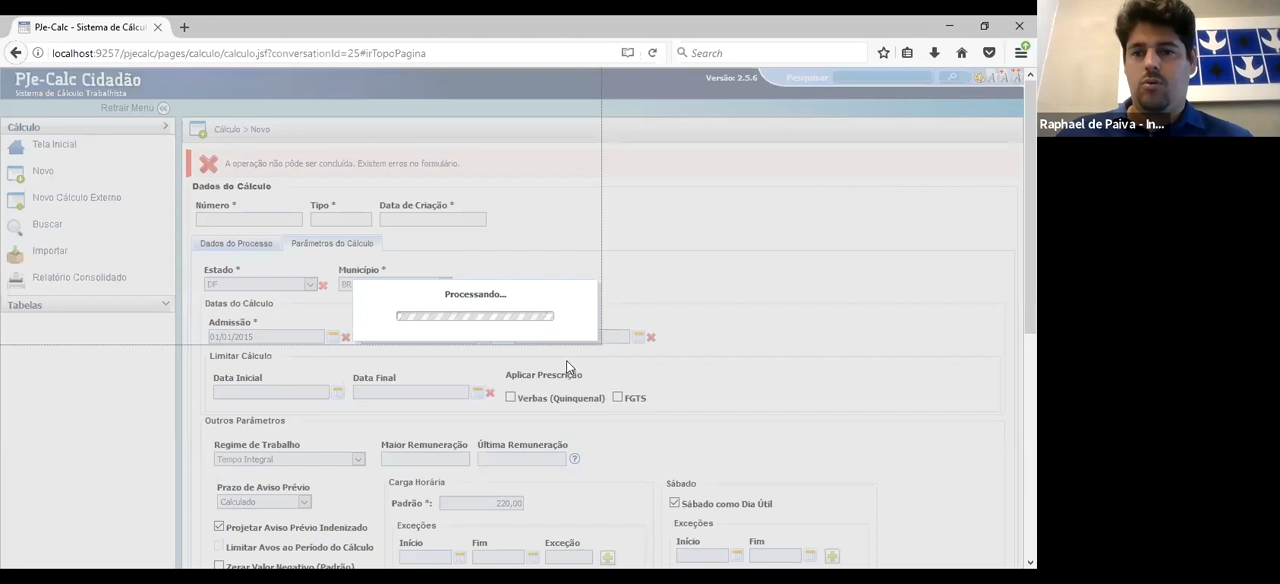 PJe-Calc - Sistema de Cálcul
localhost:9257/pjecalc/pages/calculo/calculo.jsf?conversationId=25#irTopoPagina
Search
PJe-Calc Cidadão
Sistema de Cálculo Trabalhista
Versão: 2.5.6
Pesquisar
Retrair Menu
Cálculo
Tela Inicial
Novo
Novo Cálculo Externo
Buscar
Importar
Relatório Consolidado
Tabelas
Cálculo > Novo
A operação não pôde ser concluída. Existem erros no formulário.
Dados do Cálculo
Número * Tipo * Data de Criação *
Dados do Processo Parâmetros do Cálculo
Estado * Município *
DF BR
Processando...
Datas do Cálculo
Admissão *
01/01/2015
Limitar Cálculo
Data Inicial Data Final Aplicar Prescrição
Verbas (Quinquenal) FGTS
Outros Parâmetros
Regime de Trabalho Maior Remuneração Última Remuneração
Tempo Integral
Prazo de Aviso Prévio
Calculado
Projetar Aviso Prévio Indenizado
Limitar Avos ao Período do Cálculo
Zerar Valor Negativo (Padrão)
Carga Horária
Padrão *: 220,00
Exceções
Início Fim Exceção
Sábado
Sábado como Dia Útil
Exceções
Início Fim
Raphael de Paiva - In...